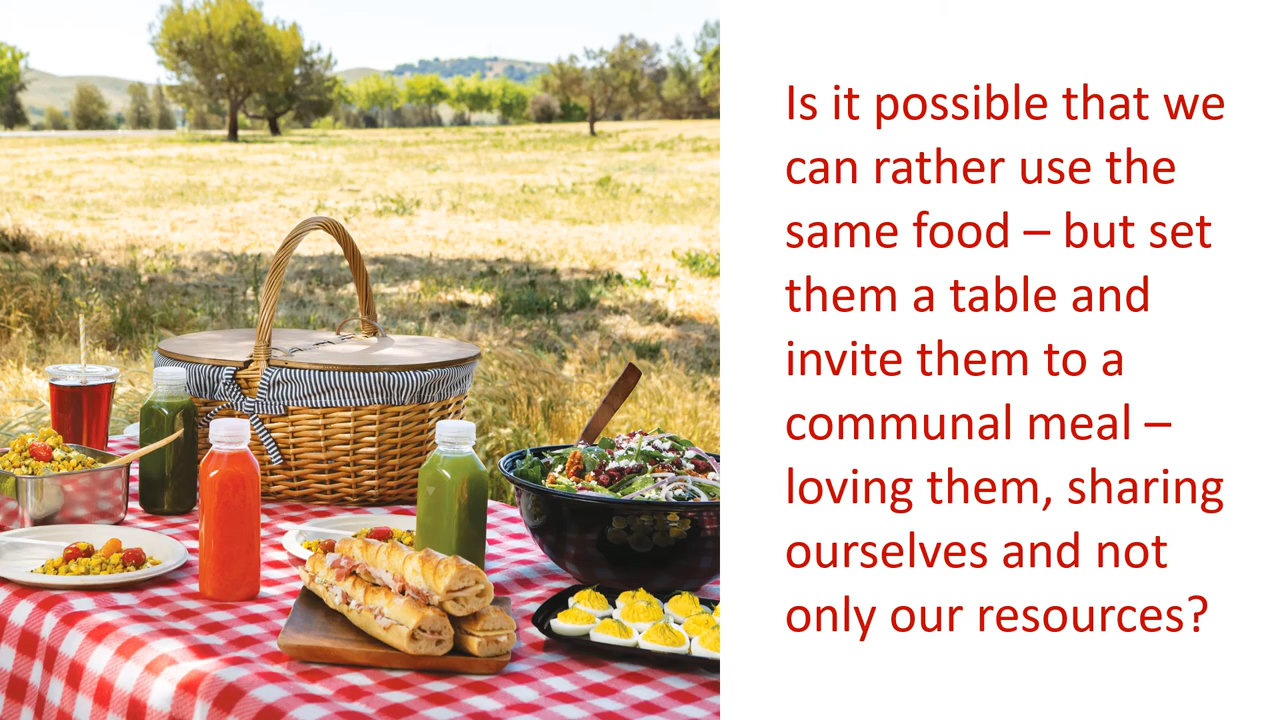 Is it possible that we
can rather use the
same food – but set
them a table and
invite them to a
communal meal –
loving them, sharing
ourselves and not
only our resources?